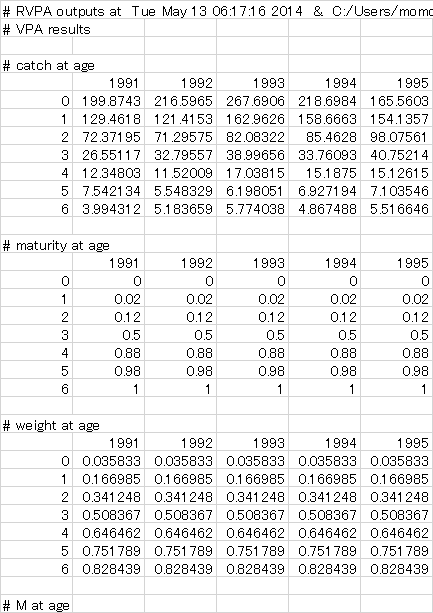 # RVPA outputs at Tue May 13 06:17:16 2014 & C:/Users/momo
# VPA results
# catch at age
1991 1992 1993 1994 1995
0 199.8743 216.5965 267.6906 218.6984 165.5603
1 129.4618 121.4153 162.9626 158.6663 154.1357
2 72.37195 71.29575 82.08322 85.4628 98.07561
3 26.55117 32.79557 38.99656 33.76093 40.75214
4 12.34803 11.52009 17.03815 15.1875 15.12615
5 7.542134 5.548329 6.198051 6.927194 7.103546
6 3.994312 5.183659 5.774038 4.867488 5.516646
# maturity at age
1991 1992 1993 1994 1995
0 0 0 0 0 0
1 0.02 0.02 0.02 0.02 0.02
2 0.12 0.12 0.12 0.12 0.12
3 0.5 0.5 0.5 0.5 0.5
4 0.88 0.88 0.88 0.88 0.88
5 0.98 0.98 0.98 0.98 0.98
6 1 1 1 1 1
# weight at age
1991 1992 1993 1994 1995
0 0.035833 0.035833 0.035833 0.035833 0.035833
1 0.166985 0.166985 0.166985 0.166985 0.166985
2 0.341248 0.341248 0.341248 0.341248 0.341248
3 0.508367 0.508367 0.508367 0.508367 0.508367
4 0.646462 0.646462 0.646462 0.646462 0.646462
5 0.751789 0.751789 0.751789 0.751789 0.751789
6 0.828439 0.828439 0.828439 0.828439 0.828439
# M at age